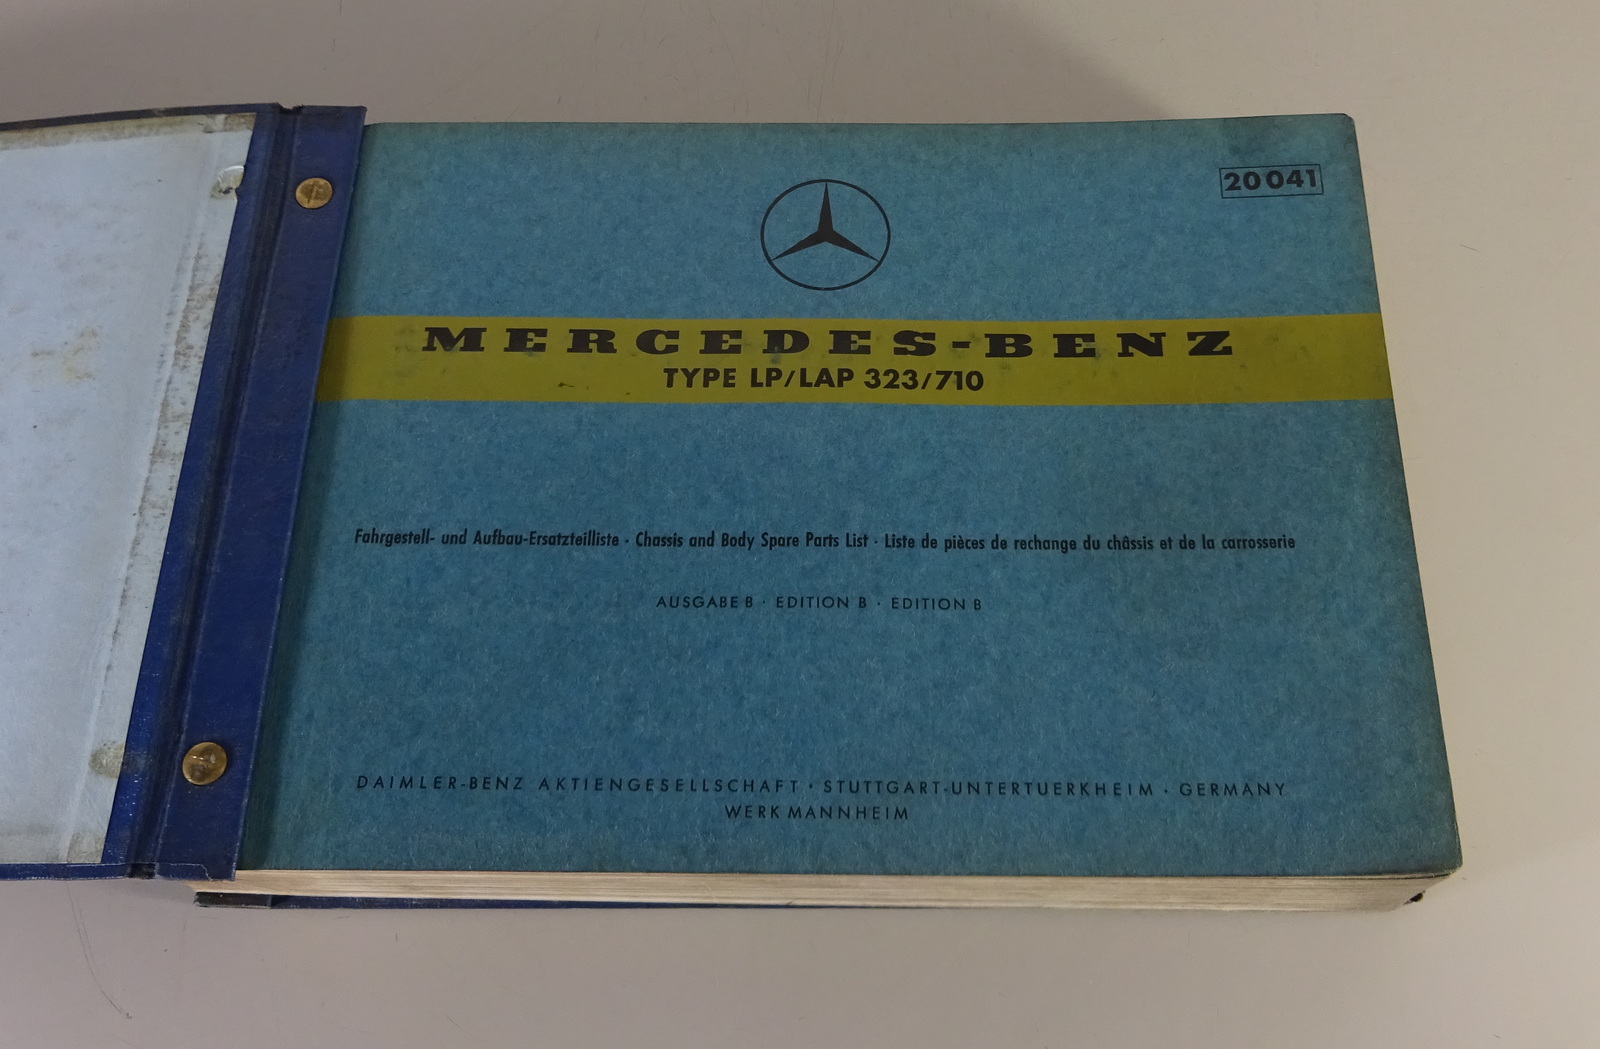 20041
MERCEDES-BENZ
TYPE LP/LAP 323/710
Fahrgestell- und Aufbau-Ersatzteilliste · Chassis and Body Spare Parts List · Liste de pièces de rechange du châssis et de la carrosserie
AUSGABE B · EDITION B · EDITION B
DAIMLER-BENZ AKTIENGESELLSCHAFT · STUTTGART-UNTERTUERKHEIM · GERMANY
WERK MANNHEIM